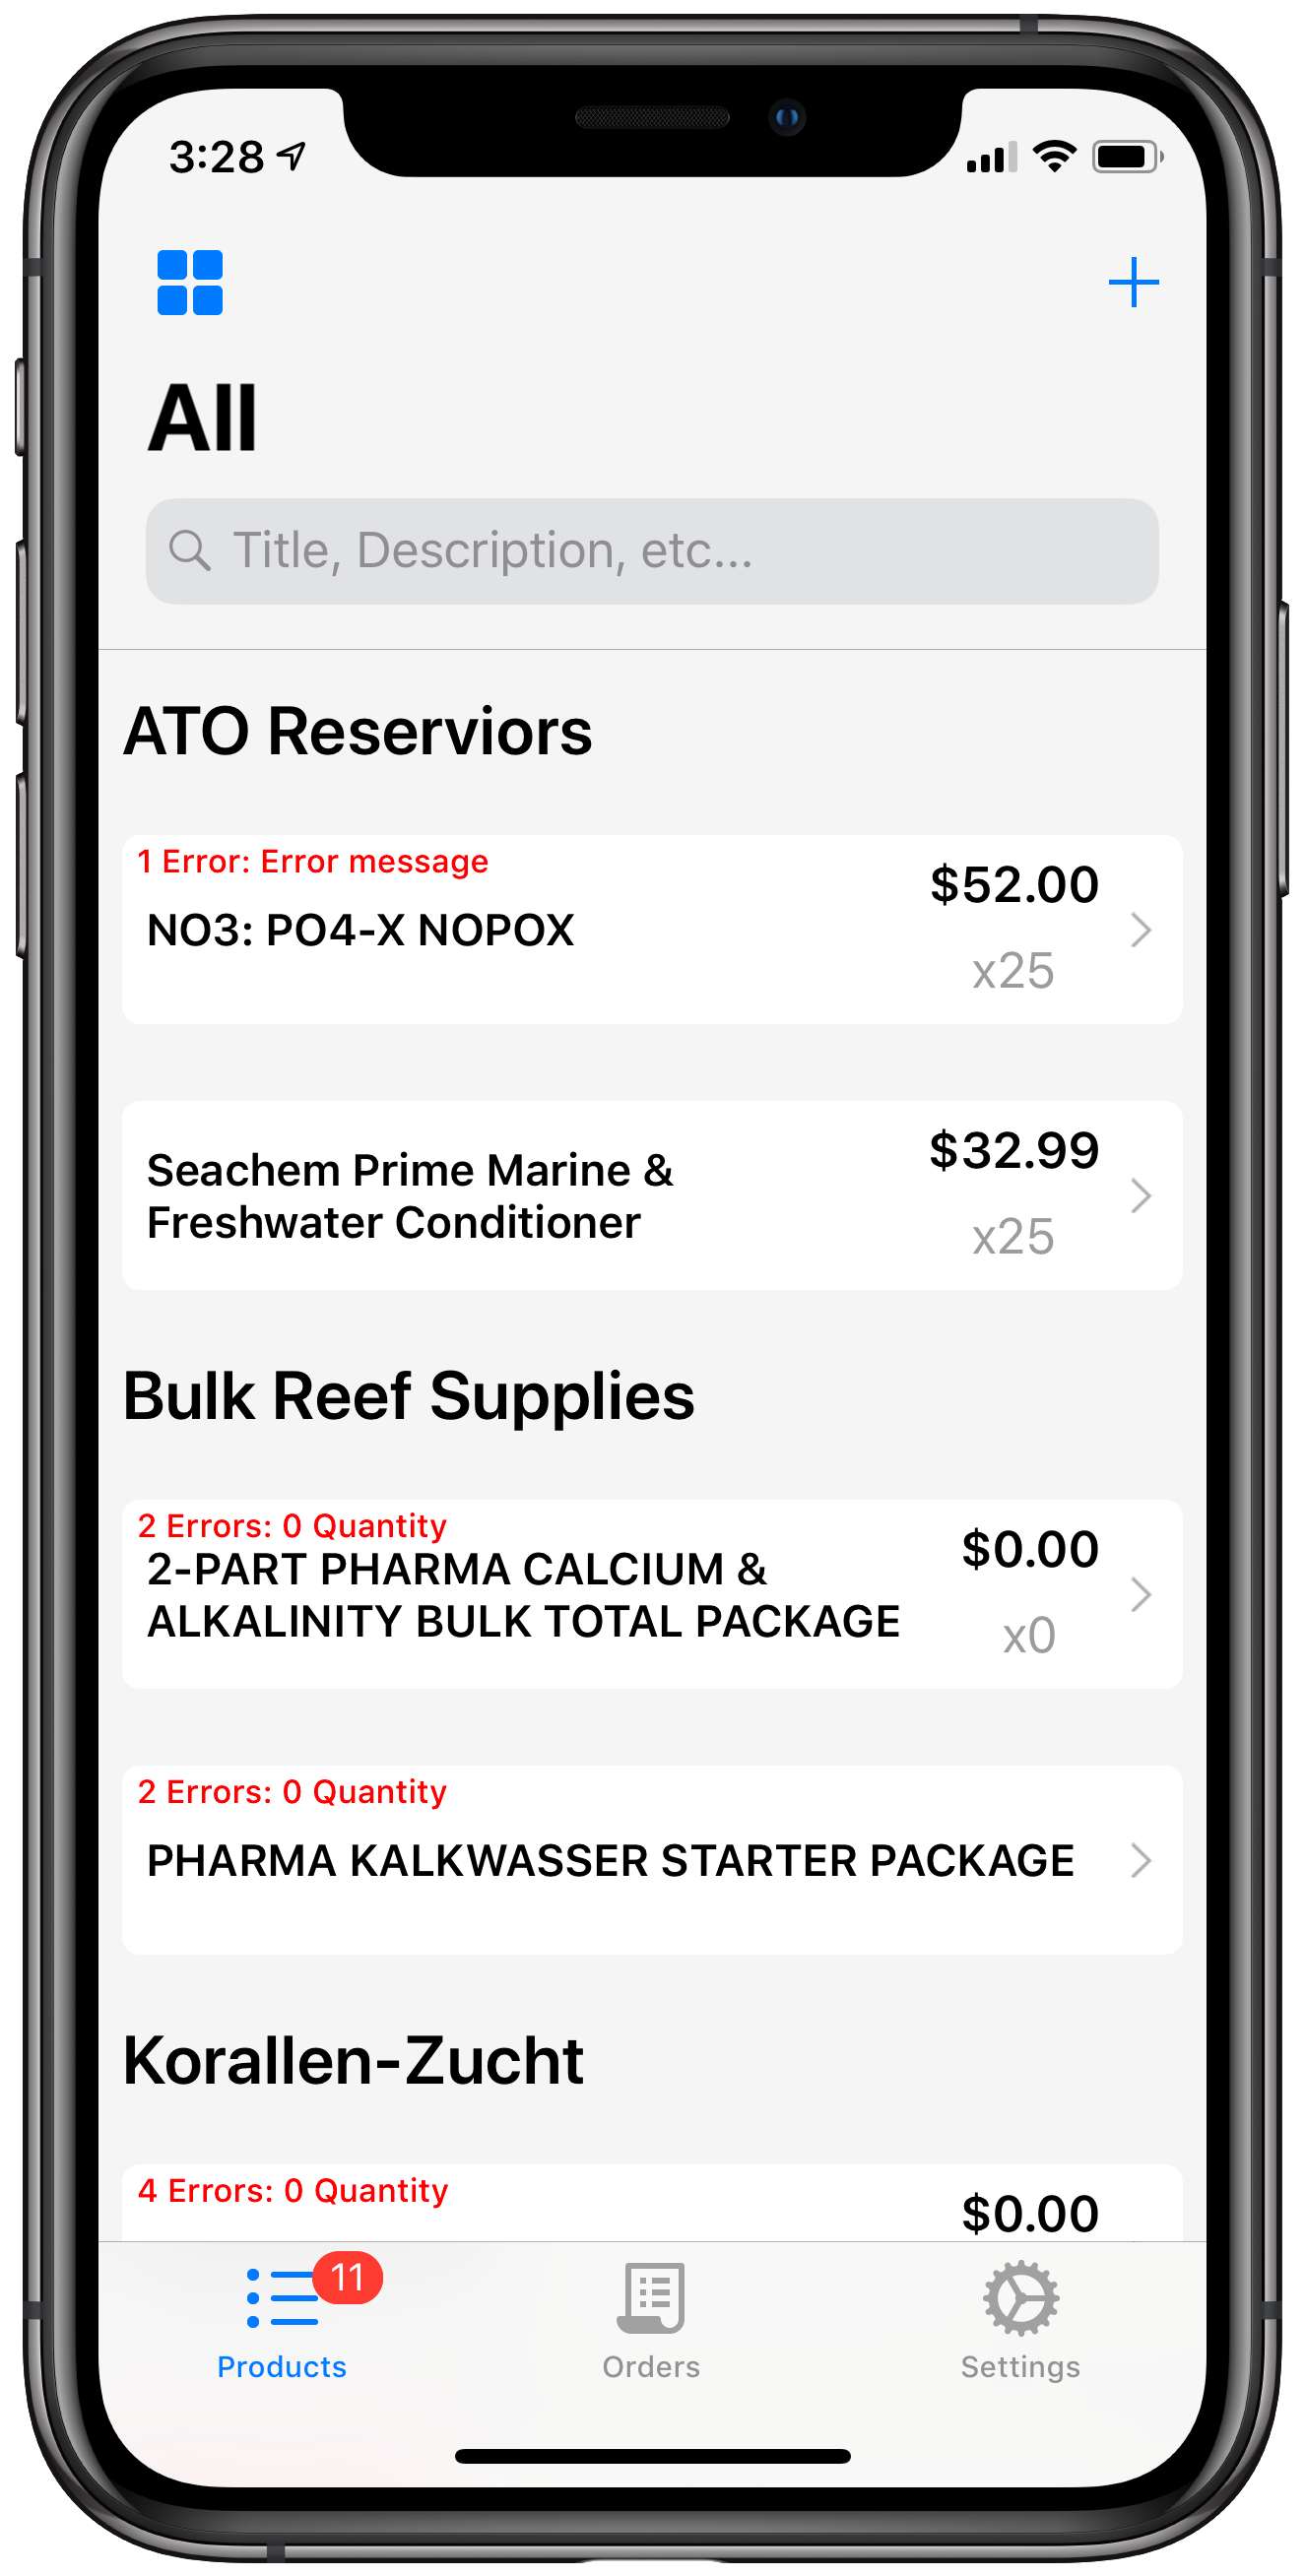 3:28
All
Title, Description, etc...
ATO Reserviors
1 Error: Error message
$52.00
NO3: PO4-X NOPOX
x25
$32.99
Seachem Prime Marine &
Freshwater Conditioner
x25
Bulk Reef Supplies
2 Errors: 0 Quantity
$0.00
2-PART PHARMA CALCIUM &
ALKALINITY BULK TOTAL PACKAGE
x0
2 Errors: 0 Quantity
PHARMA KALKWASSER STARTER PACKAGE
Korallen-Zucht
4 Errors: 0 Quantity
$0.00
11
Products
Orders
Settings